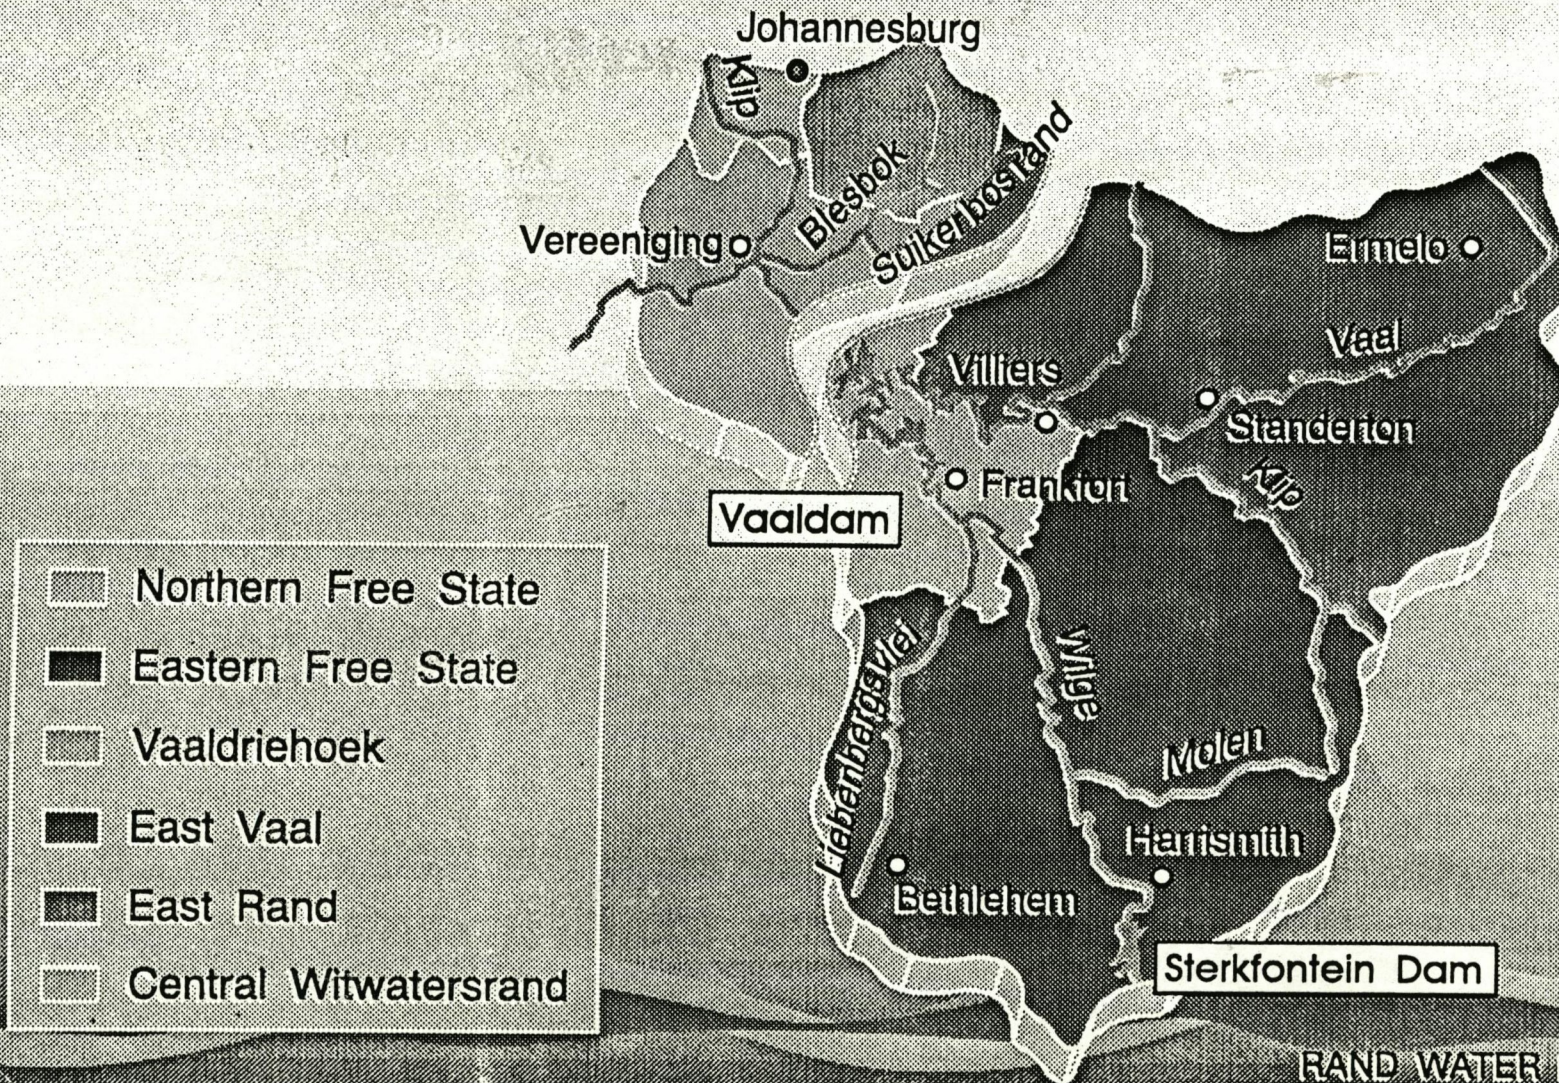 Johannesburg
Klip
Blesbok
Suikerbosrand
Vereeniging
Ermelo
Vaal
Villiers
Standerton
Klip
Frankfort
Vaaldam
Northern Free State
Eastern Free State
Vaaldriehoek
East Vaal
East Rand
Central Witwatersrand
Liebenbergsvlei
Wilge
Molen
Harrismith
Bethlehem
Sterkfontein Dam
RAND WATER